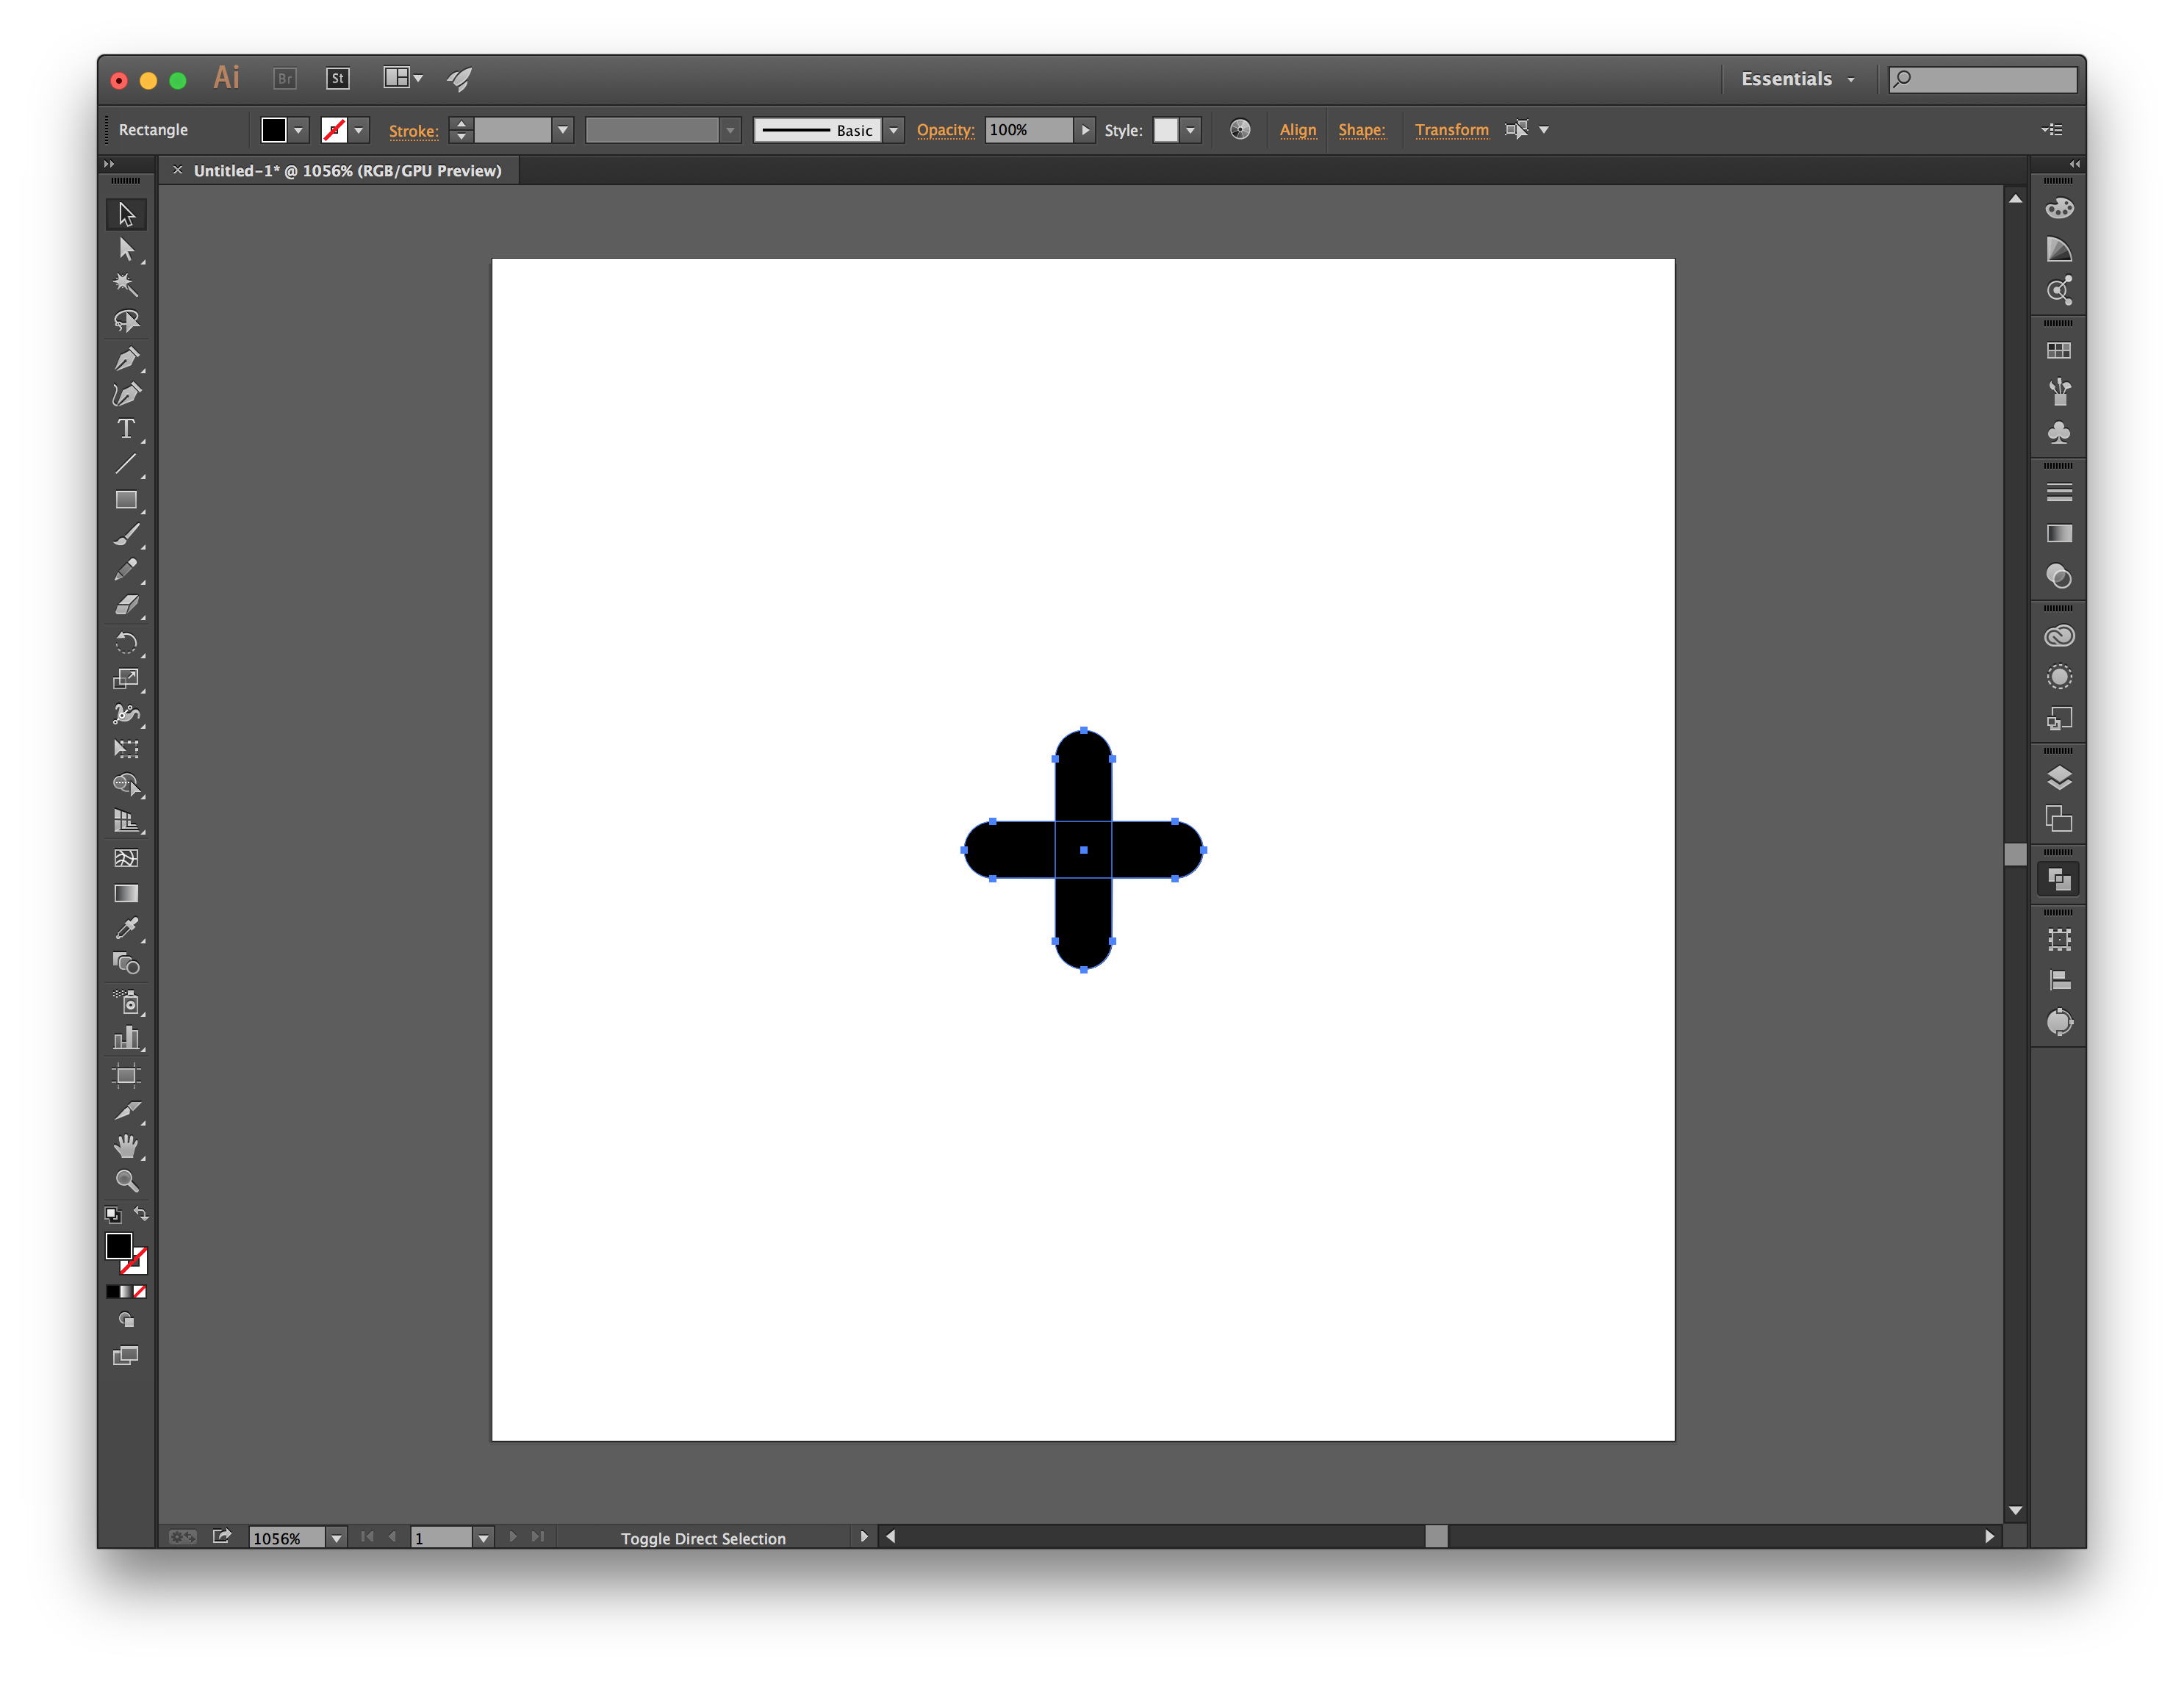 Ai Br St Essentials
Rectangle Stroke: Basic Opacity: 100% Style: Align Shape: Transform
× Untitled-1* @ 1056% (RGB/GPU Preview)
T
1056% 1 Toggle Direct Selection